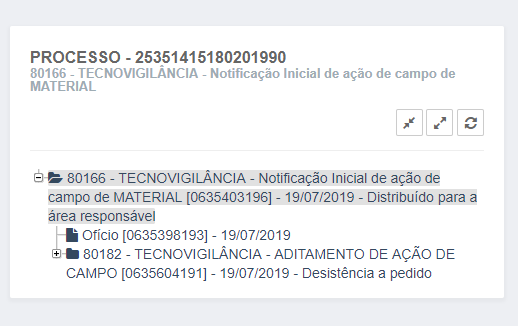 PROCESSO - 25351415180201990
80166 - TECNOVIGILÂNCIA - Notificação Inicial de ação de campo de
MATERIAL
80166 - TECNOVIGILÂNCIA - Notificação Inicial de ação de
campo de MATERIAL [0635403196] - 19/07/2019 - Distribuído para a
área responsável
Ofício [0635398193] - 19/07/2019
80182 - TECNOVIGILÂNCIA - ADITAMENTO DE AÇÃO DE
CAMPO [0635604191] - 19/07/2019 - Desistência a pedido